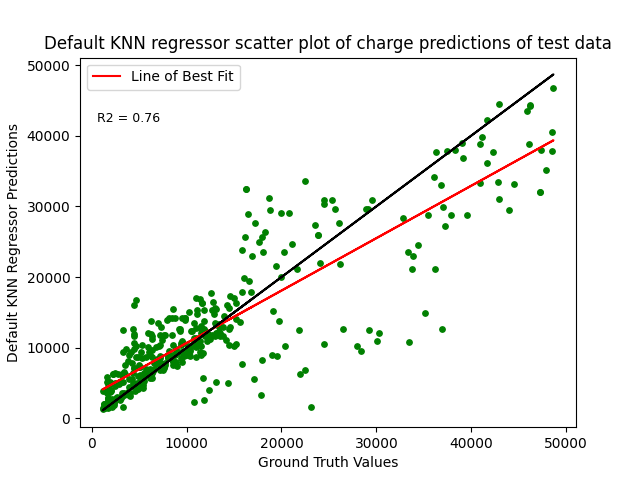 Default KNN regressor scatter plot of charge predictions of test data
Line of Best Fit
R2 = 0.76
Default KNN Regressor Predictions
50000
40000
30000
20000
10000
0
0 10000 20000 30000 40000 50000
Ground Truth Values